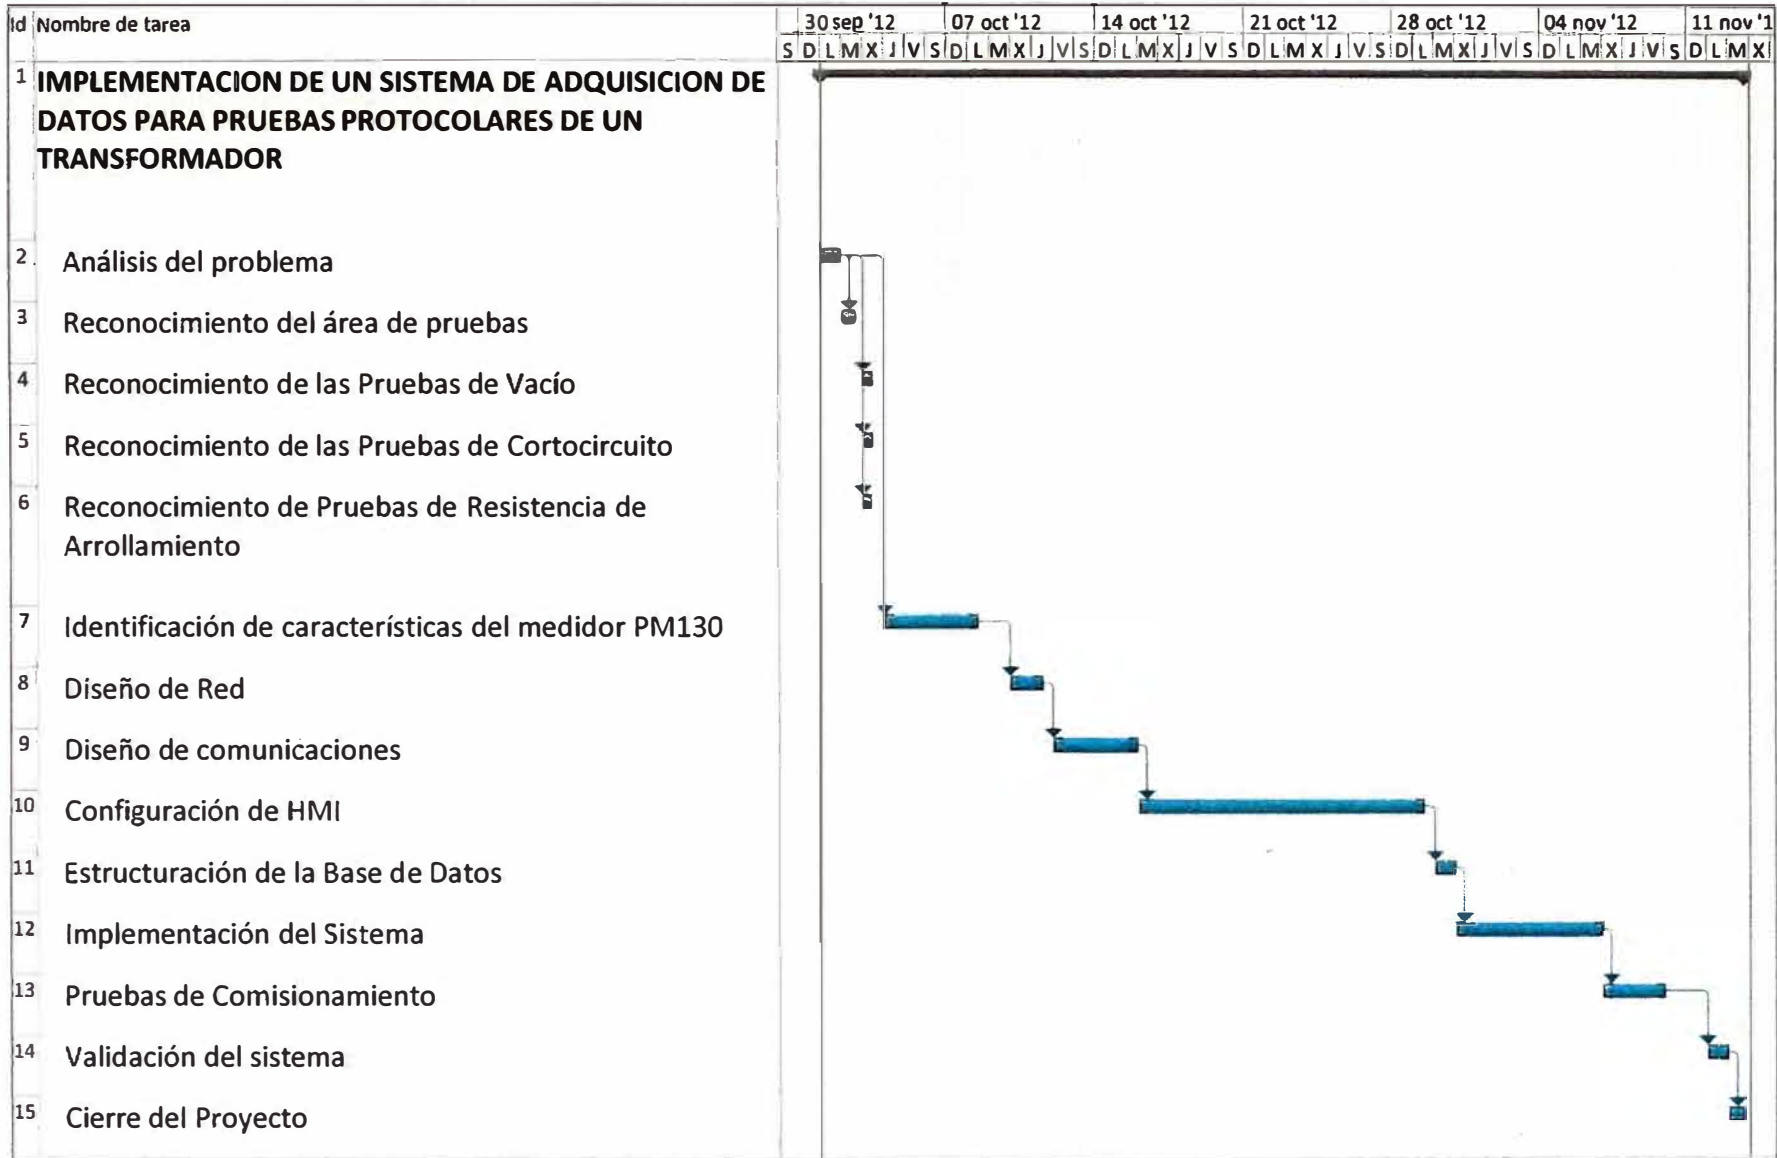 Id Nombre de tarea 30 sep '12 07 oct '12 14 oct '12 21 oct '12 28 oct '12 04 nov '12 11 nov '1
S D L M X J V S D L M X J V S D L M X J V S D L M X J V S D L M X J V S D L M X J V S D L M X
1 IMPLEMENTACION DE UN SISTEMA DE ADQUISICION DE
DATOS PARA PRUEBAS PROTOCOLARES DE UN
TRANSFORMADOR
2 Análisis del problema
3 Reconocimiento del área de pruebas
4 Reconocimiento de las Pruebas de Vacío
5 Reconocimiento de las Pruebas de Cortocircuito
6 Reconocimiento de Pruebas de Resistencia de
Arrollamiento
7 Identificación de características del medidor PM130
8 Diseño de Red
9 Diseño de comunicaciones
10 Configuración de HMI
11 Estructuración de la Base de Datos
12 Implementación del Sistema
13 Pruebas de Comisionamiento
14 Validación del sistema
15 Cierre del Proyecto